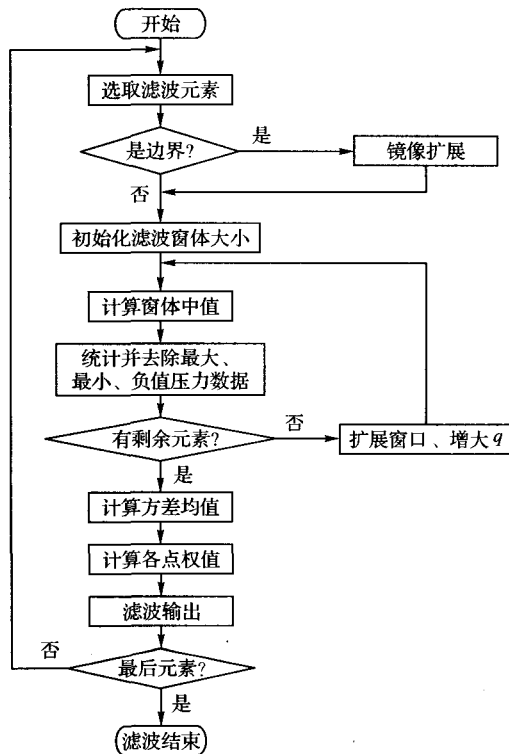 开始
选取滤波元素
是边界?
是
镜像扩展
否
初始化滤波窗体大小
计算窗体中值
统计并去除最大、
最小、负值压力数据
有剩余元素?
否
扩展窗口、增大q
是
计算方差均值
计算各点权值
滤波输出
否
最后元素?
是
滤波结束